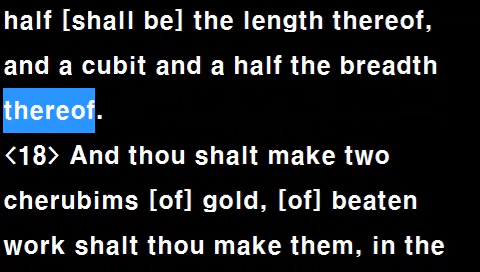 half [shall be] the length thereof,
and a cubit and a half the breadth
thereof.
<18> And thou shalt make two
cherubims [of] gold, [of] beaten
work shalt thou make them, in the